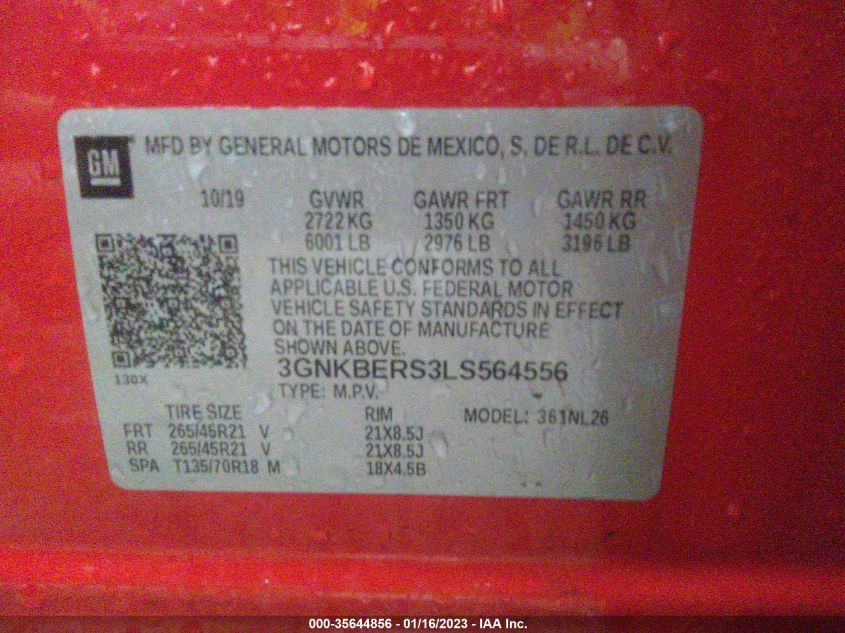 GM MFD BY GENERAL MOTORS DE MEXICO, S. DE R.L. DE C.V.
10/19 GVWR GAWR FRT GAWR RR
2722 KG 1350 KG 1450 KG
6001 LB 2976 LB 3196 LB
THIS VEHICLE CONFORMS TO ALL
APPLICABLE U.S. FEDERAL MOTOR
VEHICLE SAFETY STANDARDS IN EFFECT
ON THE DATE OF MANUFACTURE
SHOWN ABOVE.
3GNKBERS3LS564556
130X TYPE: M.P.V.
TIRE SIZE RIM MODEL: 361NL26
FRT 265/45R21 V 21X8.5J
RR 265/45R21 V 21X8.5J
SPA T135/70R18 M 18X4.5B
000-35644856 - 01/16/2023 - IAA Inc.